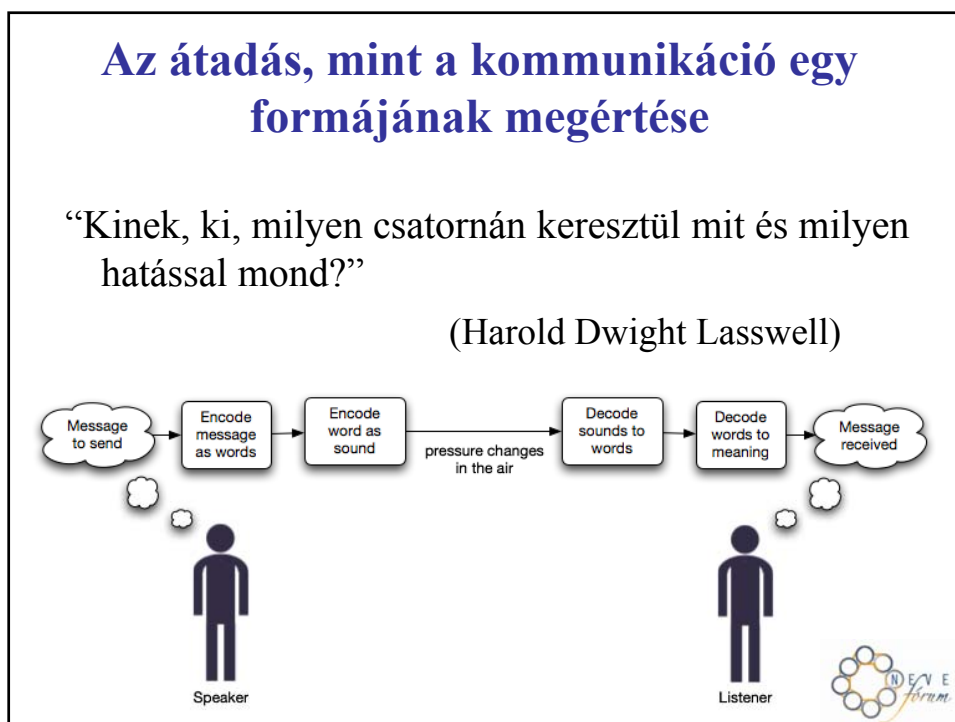 Az átadás, mint a kommunikáció egy
formájának megértése
“Kinek, ki, milyen csatornán keresztül mit és milyen
hatással mond?”
(Harold Dwight Lasswell)
Message
to send
Encode
message
as words
Encode
word as
sound
pressure changes
in the air
Decode
sounds to
words
Decode
words to
meaning
Message
received
Speaker
Listener
NEVE
fórum